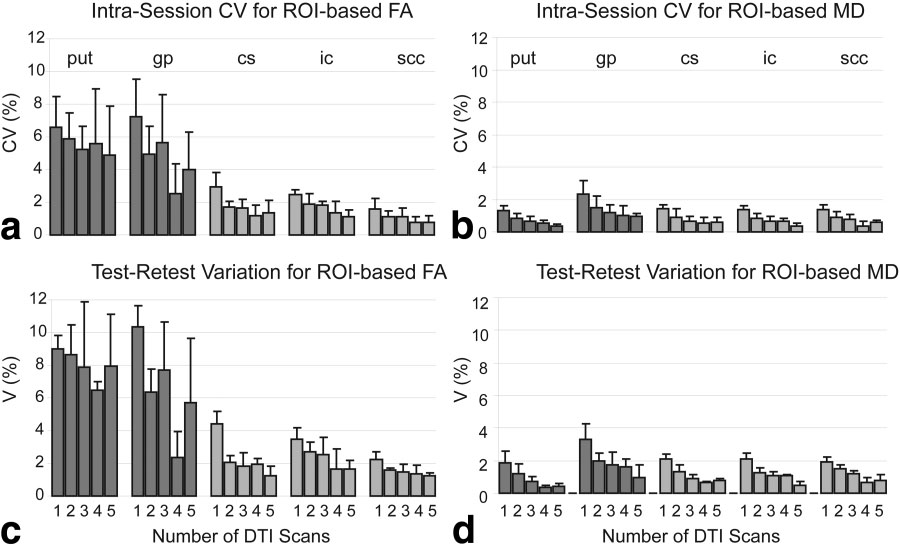 Intra-Session CV for ROI-based FA
12
10
8
6
4
2
0
CV (%)
put gp cs ic scc
a
Intra-Session CV for ROI-based MD
12
10
8
6
4
2
0
CV (%)
put gp cs ic scc
b
Test-Retest Variation for ROI-based FA
12
10
8
6
4
2
0
V (%)
1 2 3 4 5 1 2 3 4 5 1 2 3 4 5 1 2 3 4 5 1 2 3 4 5
Number of DTI Scans
c
Test-Retest Variation for ROI-based MD
12
10
8
6
4
2
0
V (%)
1 2 3 4 5 1 2 3 4 5 1 2 3 4 5 1 2 3 4 5 1 2 3 4 5
Number of DTI Scans
d